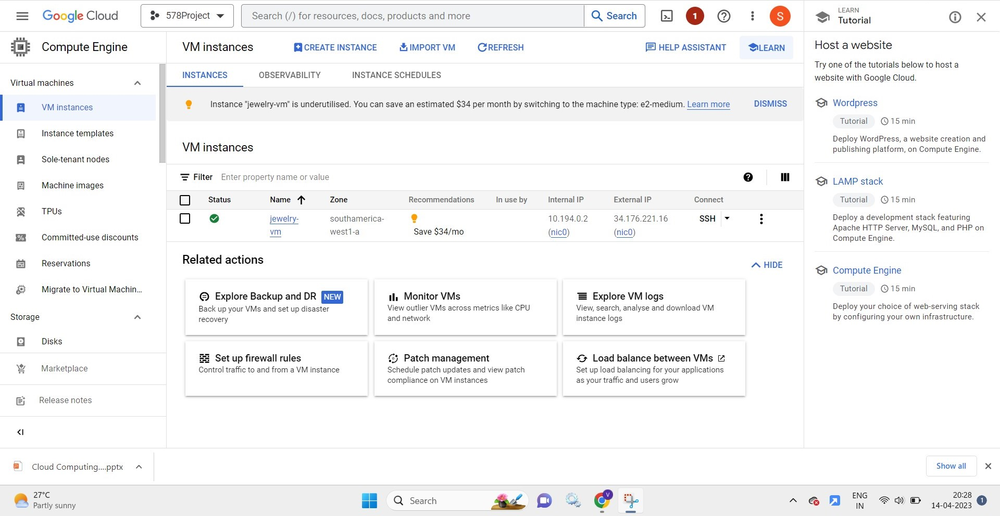 Google Cloud
578Project
Search (/) for resources, docs, products and more
Search
1
S
LEARN
Tutorial
Compute Engine
VM instances
CREATE INSTANCE
IMPORT VM
REFRESH
HELP ASSISTANT
LEARN
INSTANCES
OBSERVABILITY
INSTANCE SCHEDULES
Instance "jewelry-vm" is underutilised. You can save an estimated $34 per month by switching to the machine type: e2-medium. Learn more
DISMISS
Virtual machines
VM instances
Instance templates
Sole-tenant nodes
Machine images
TPUs
Committed-use discounts
Reservations
Migrate to Virtual Machin...
Storage
Disks
Marketplace
Release notes
VM instances
Filter Enter property name or value
Status Name Zone Recommendations In use by Internal IP External IP Connect
jewelry- southamerica- 10.194.0.2 34.176.221.16 SSH
vm west1-a Save $34/mo (nic0) (nic0)
Related actions
HIDE
Explore Backup and DR NEW
Back up your VMs and set up disaster
recovery
Monitor VMs
View outlier VMs across metrics like CPU
and network
Explore VM logs
View, search, analyse and download VM
instance logs
Set up firewall rules
Control traffic to and from a VM instance
Patch management
Schedule patch updates and view patch
compliance on VM instances
Load balance between VMs
Set up load balancing for your applications
as your traffic and users grow
Host a website
Try one of the tutorials below to host a
website with Google Cloud.
Wordpress
Tutorial 15 min
Deploy WordPress, a website creation and
publishing platform, on Compute Engine.
LAMP stack
Tutorial 15 min
Deploy a development stack featuring
Apache HTTP Server, MySQL, and PHP on
Compute Engine.
Compute Engine
Tutorial 15 min
Deploy your choice of web-serving stack
by configuring your own infrastructure.
Cloud Computing....pptx
Show all
27°C
Partly sunny
Search
V
ENG
IN
20:28
14-04-2023
1